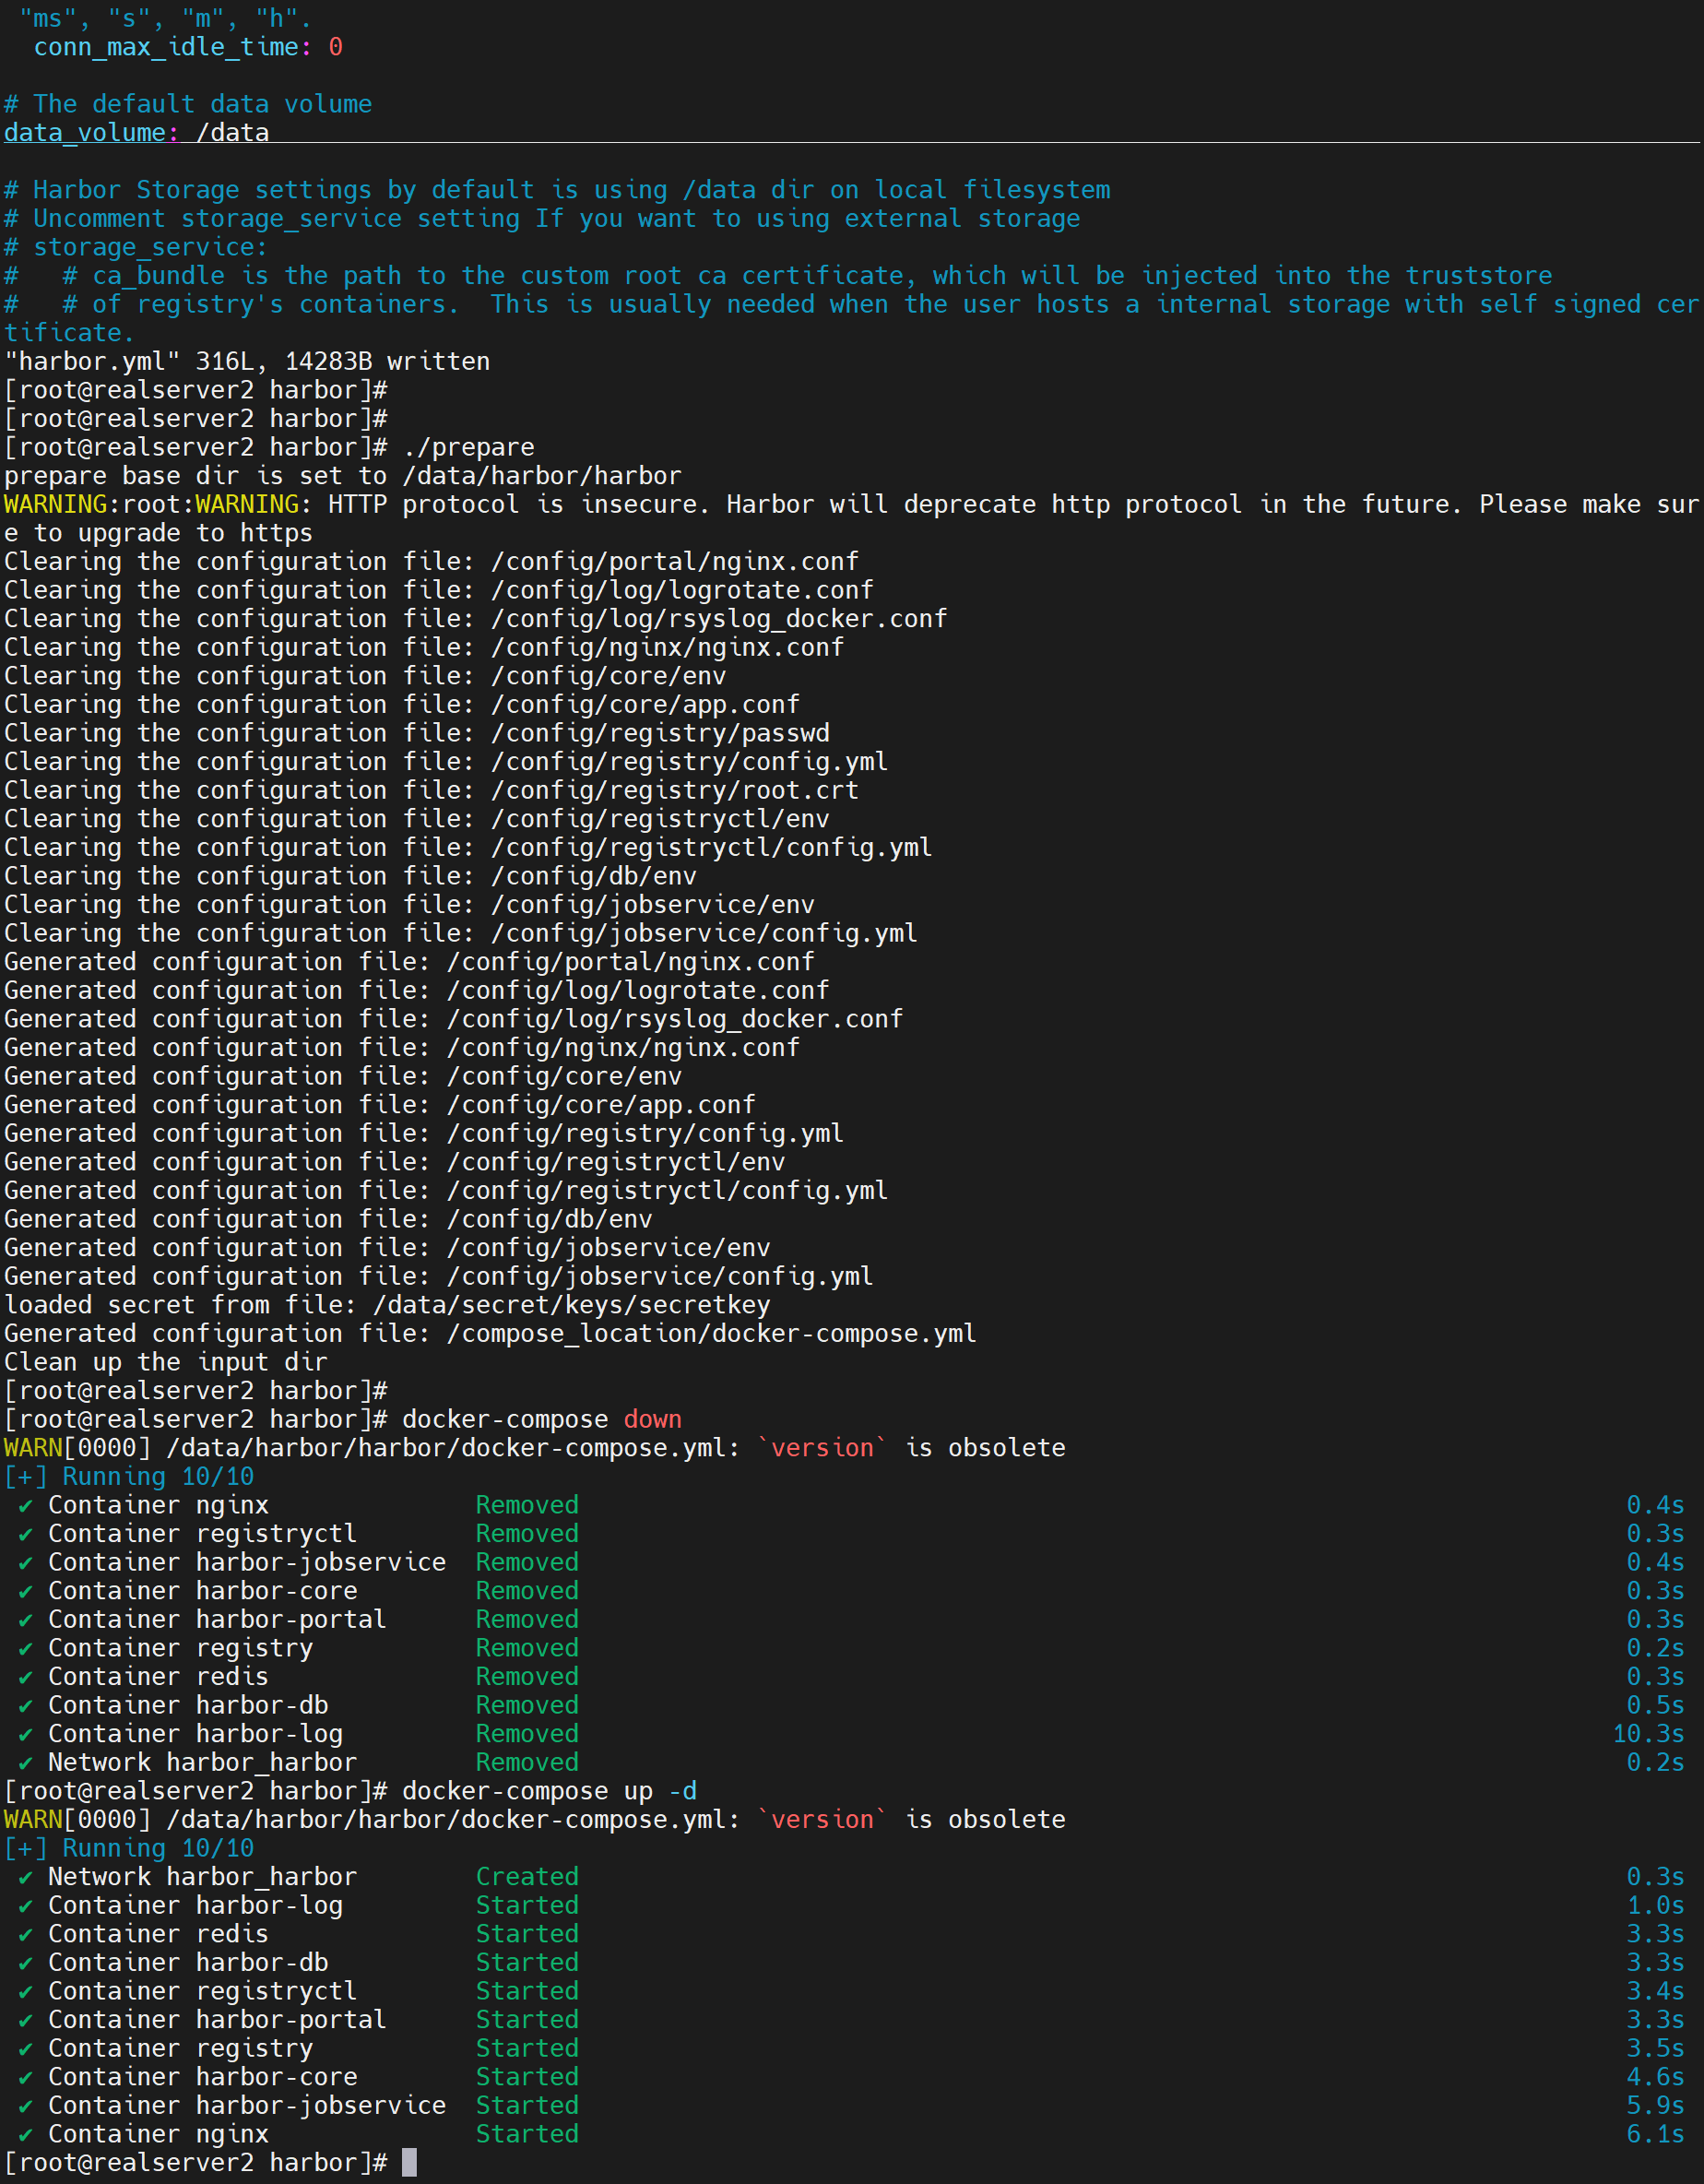 "ms", "s", "m", "h".
  conn_max_idle_time: 0

# The default data volume
data_volume: /data

# Harbor Storage settings by default is using /data dir on local filesystem
# Uncomment storage_service setting If you want to using external storage
# storage_service:
#   # ca_bundle is the path to the custom root ca certificate, which will be injected into the truststore
#   # of registry's containers.  This is usually needed when the user hosts a internal storage with self signed cer
tificate.
"harbor.yml" 316L, 14283B written
[root@realserver2 harbor]#
[root@realserver2 harbor]#
[root@realserver2 harbor]# ./prepare
prepare base dir is set to /data/harbor/harbor
WARNING:root:WARNING: HTTP protocol is insecure. Harbor will deprecate http protocol in the future. Please make sur
e to upgrade to https
Clearing the configuration file: /config/portal/nginx.conf
Clearing the configuration file: /config/log/logrotate.conf
Clearing the configuration file: /config/log/rsyslog_docker.conf
Clearing the configuration file: /config/nginx/nginx.conf
Clearing the configuration file: /config/core/env
Clearing the configuration file: /config/core/app.conf
Clearing the configuration file: /config/registry/passwd
Clearing the configuration file: /config/registry/config.yml
Clearing the configuration file: /config/registry/root.crt
Clearing the configuration file: /config/registryctl/env
Clearing the configuration file: /config/registryctl/config.yml
Clearing the configuration file: /config/db/env
Clearing the configuration file: /config/jobservice/env
Clearing the configuration file: /config/jobservice/config.yml
Generated configuration file: /config/portal/nginx.conf
Generated configuration file: /config/log/logrotate.conf
Generated configuration file: /config/log/rsyslog_docker.conf
Generated configuration file: /config/nginx/nginx.conf
Generated configuration file: /config/core/env
Generated configuration file: /config/core/app.conf
Generated configuration file: /config/registry/config.yml
Generated configuration file: /config/registryctl/env
Generated configuration file: /config/registryctl/config.yml
Generated configuration file: /config/db/env
Generated configuration file: /config/jobservice/env
Generated configuration file: /config/jobservice/config.yml
loaded secret from file: /data/secret/keys/secretkey
Generated configuration file: /compose_location/docker-compose.yml
Clean up the input dir
[root@realserver2 harbor]#
[root@realserver2 harbor]# docker-compose down
WARN[0000] /data/harbor/harbor/docker-compose.yml: `version` is obsolete
[+] Running 10/10
 ✔ Container nginx              Removed 0.4s
 ✔ Container registryctl        Removed 0.3s
 ✔ Container harbor-jobservice  Removed 0.4s
 ✔ Container harbor-core        Removed 0.3s
 ✔ Container harbor-portal      Removed 0.3s
 ✔ Container registry           Removed 0.2s
 ✔ Container redis              Removed 0.3s
 ✔ Container harbor-db          Removed 0.5s
 ✔ Container harbor-log         Removed 10.3s
 ✔ Network harbor_harbor        Removed 0.2s
[root@realserver2 harbor]# docker-compose up -d
WARN[0000] /data/harbor/harbor/docker-compose.yml: `version` is obsolete
[+] Running 10/10
 ✔ Network harbor_harbor        Created 0.3s
 ✔ Container harbor-log         Started 1.0s
 ✔ Container redis              Started 3.3s
 ✔ Container harbor-db          Started 3.3s
 ✔ Container registryctl        Started 3.4s
 ✔ Container harbor-portal      Started 3.3s
 ✔ Container registry           Started 3.5s
 ✔ Container harbor-core        Started 4.6s
 ✔ Container harbor-jobservice  Started 5.9s
 ✔ Container nginx              Started 6.1s
[root@realserver2 harbor]#